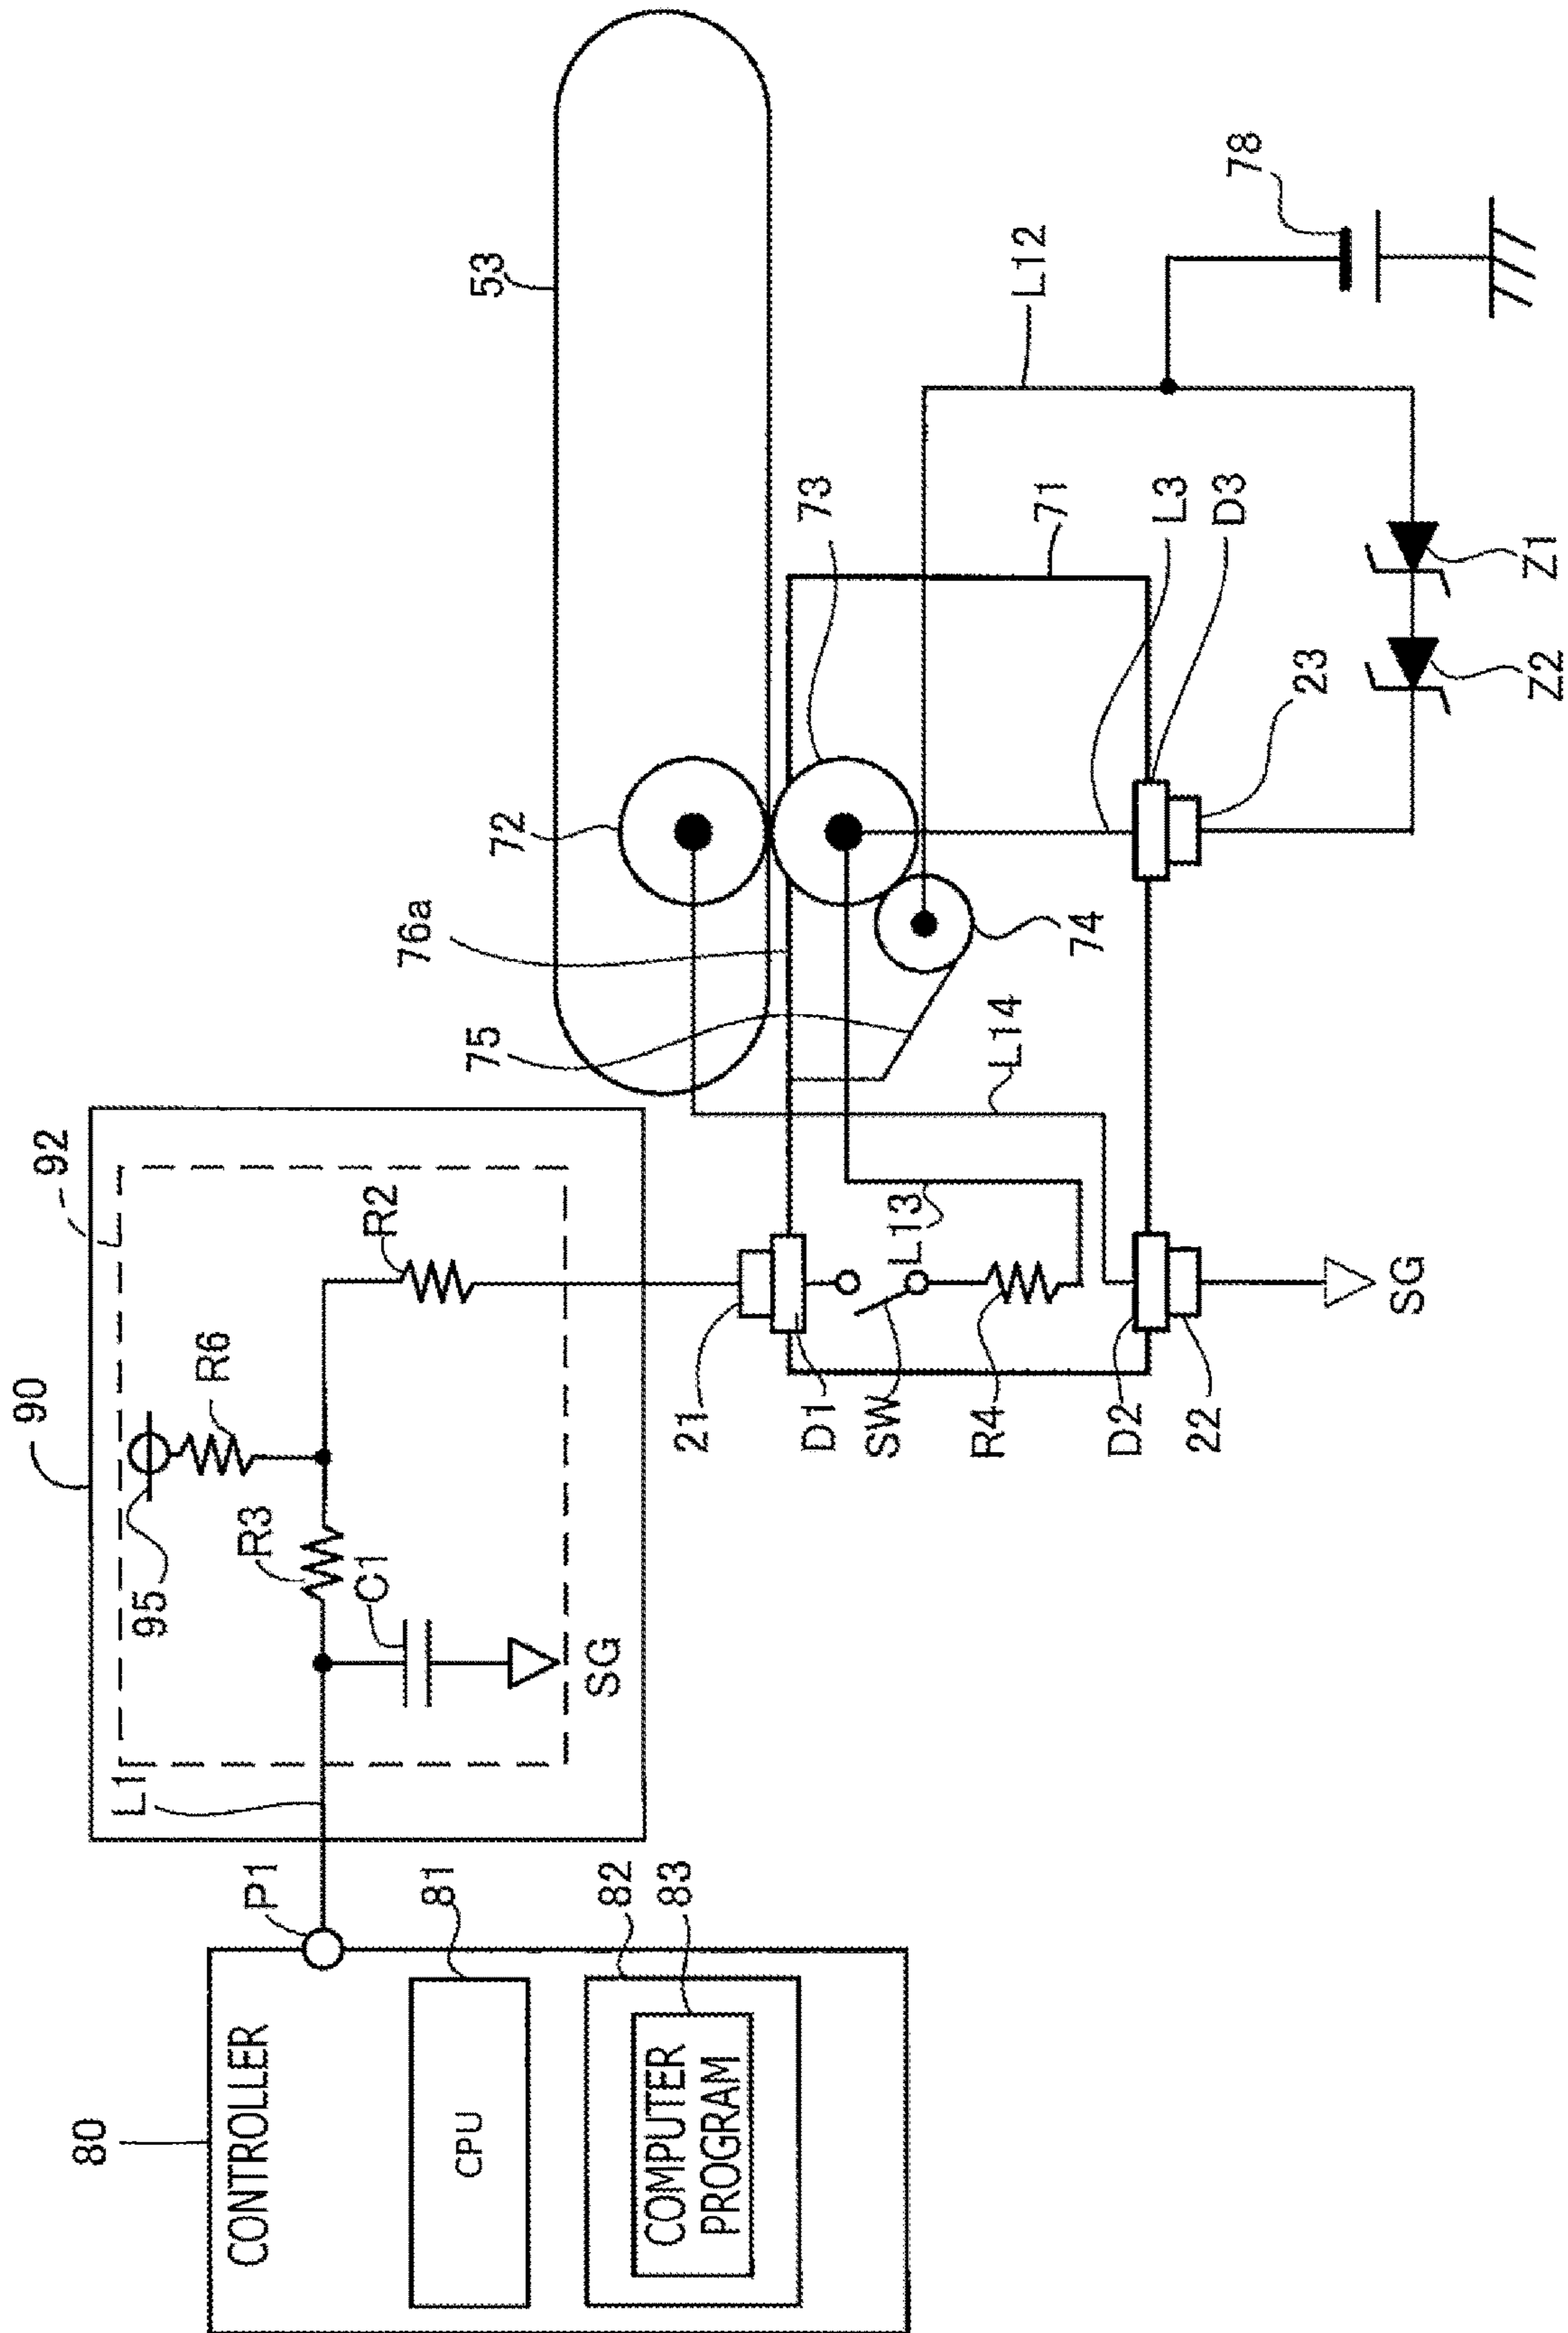 80
CONTROLLER
P1
CPU
81
82
83
COMPUTER
PROGRAM
90
92
L1
95
R6
R3
R2
C1
SG
21
D1
SW
L13
R4
D2
22
SG
L14
53
72
76a
75
73
74
71
L3
D3
23
L12
78
Z1
Z2